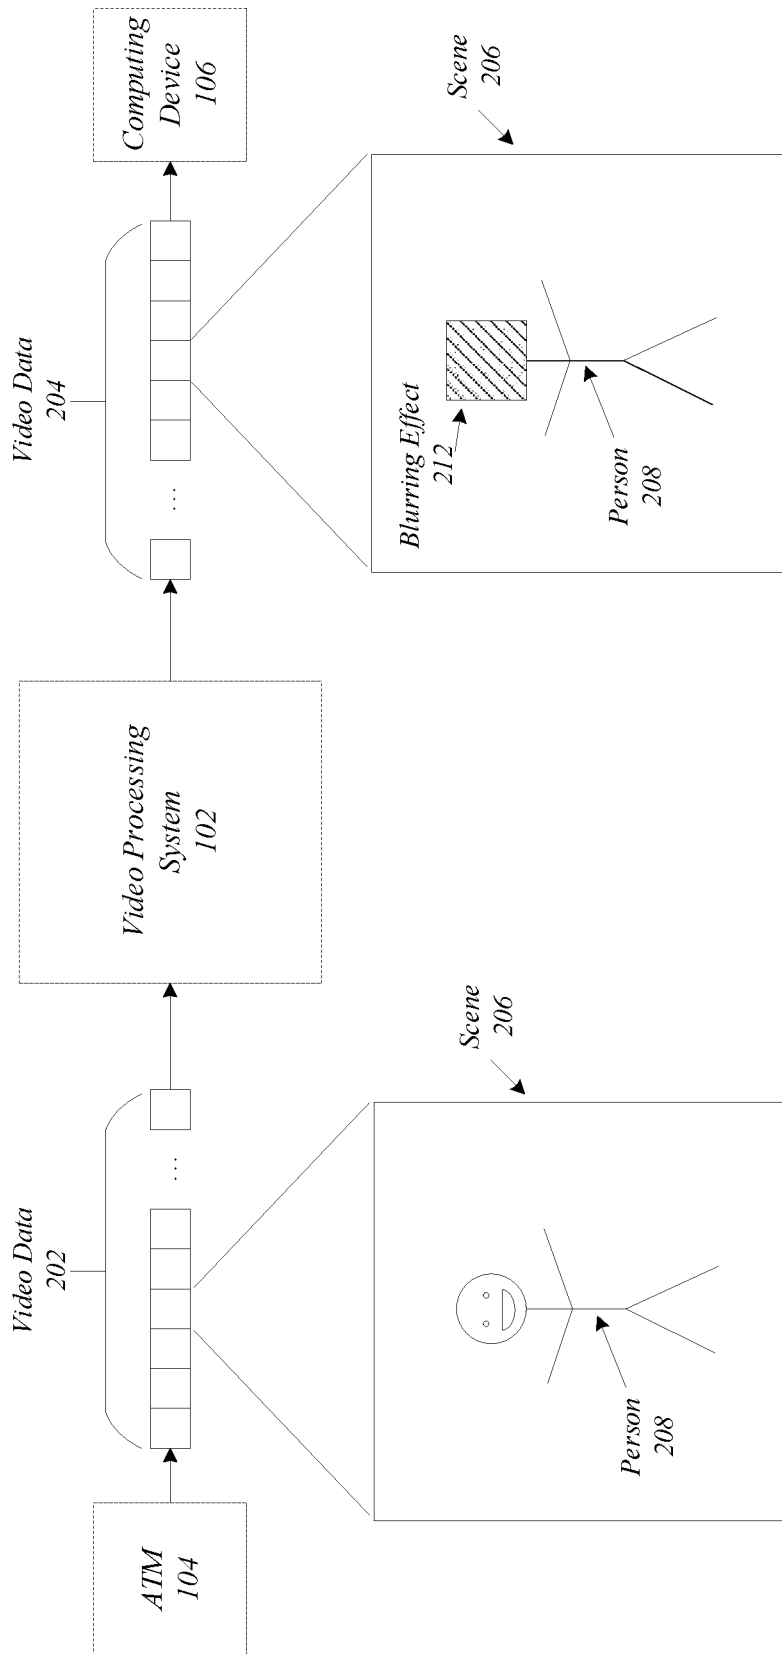 ATM
104
Video Data
202
Video Processing
System
102
Video Data
204
Computing
Device
106
...
...
Person
208
Scene
206
Blurring Effect
212
Person
208
Scene
206